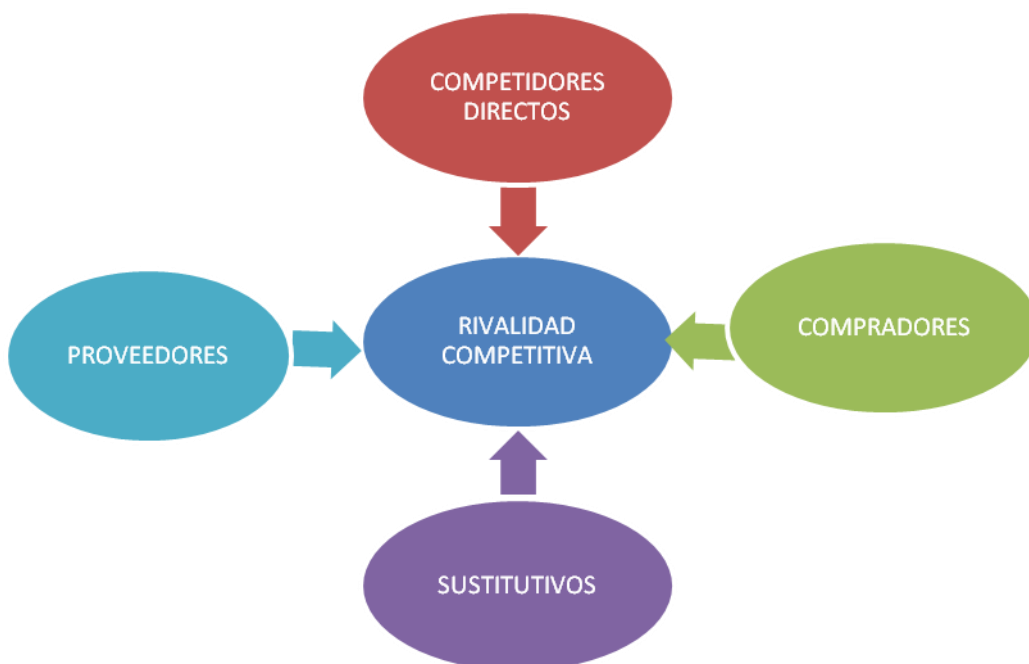 COMPETIDORES
DIRECTOS
PROVEEDORES
RIVALIDAD
COMPETITIVA
COMPRADORES
SUSTITUTIVOS